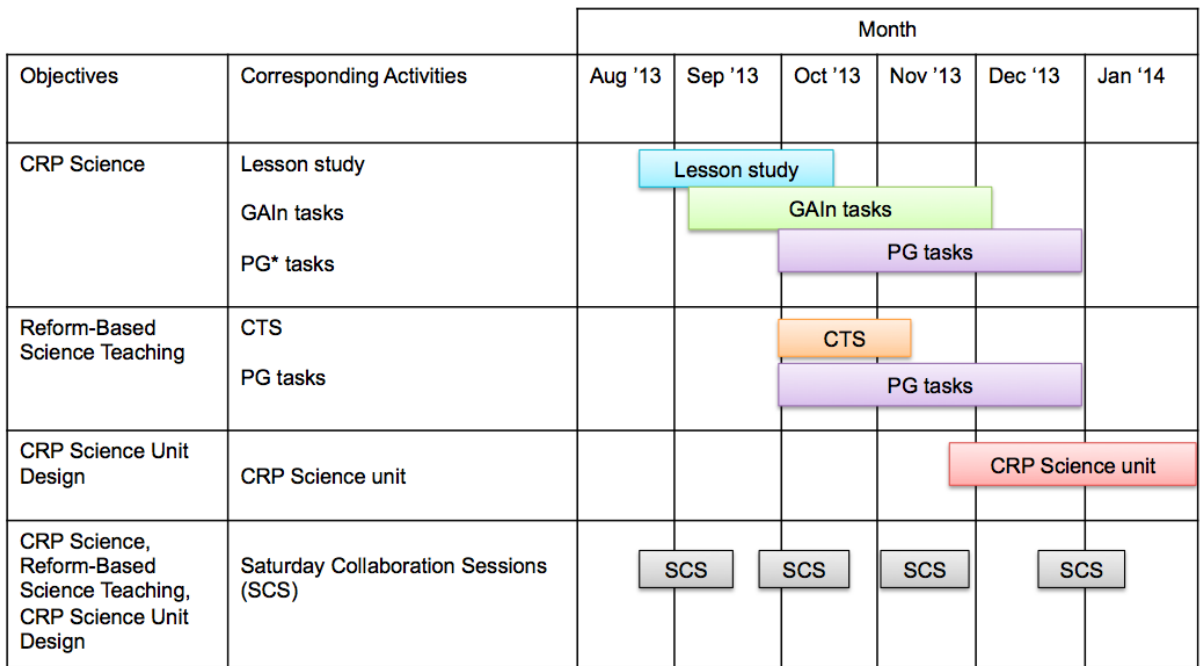 Month
Objectives
Corresponding Activities
Aug ’13
Sep ’13
Oct ’13
Nov ’13
Dec ’13
Jan ‘14
CRP Science
Lesson study
GAIn tasks
PG* tasks
Lesson study
GAIn tasks
PG tasks
Reform-Based
Science Teaching
CTS
PG tasks
CTS
PG tasks
CRP Science Unit
Design
CRP Science unit
CRP Science unit
CRP Science,
Reform-Based
Science Teaching,
CRP Science Unit
Design
Saturday Collaboration Sessions
(SCS)
SCS
SCS
SCS
SCS